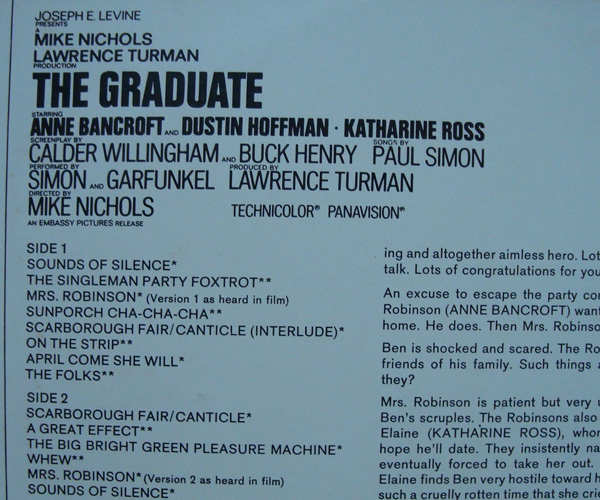 JOSEPH E. LEVINE
PRESENTS
A
MIKE NICHOLS
LAWRENCE TURMAN
PRODUCTION
THE GRADUATE
STARRING
ANNE BANCROFT AND DUSTIN HOFFMAN · KATHARINE ROSS
SCREENPLAY BY SONGS BY
CALDER WILLINGHAM AND BUCK HENRY PAUL SIMON
PERFORMED BY PRODUCED BY
SIMON AND GARFUNKEL LAWRENCE TURMAN
DIRECTED BY
MIKE NICHOLS TECHNICOLOR® PANAVISION®
AN EMBASSY PICTURES RELEASE
SIDE 1
SOUNDS OF SILENCE*
THE SINGLEMAN PARTY FOXTROT**
MRS. ROBINSON* (Version 1 as heard in film)
SUNPORCH CHA-CHA-CHA**
SCARBOROUGH FAIR/CANTICLE (INTERLUDE)*
ON THE STRIP**
APRIL COME SHE WILL*
THE FOLKS**
SIDE 2
SCARBOROUGH FAIR/CANTICLE*
A GREAT EFFECT**
THE BIG BRIGHT GREEN PLEASURE MACHINE*
WHEW**
MRS. ROBINSON* (Version 2 as heard in film)
SOUNDS OF SILENCE*
ing and altogether aimless hero. Lot
talk. Lots of congratulations for you
An excuse to escape the party co
Robinson (ANNE BANCROFT) want
home. He does. Then Mrs. Robinso
Ben is shocked and scared. The Ro
friends of his family. Such things a
they?
Mrs. Robinson is patient but very u
Ben's scruples. The Robinsons also
Elaine (KATHARINE ROSS), whom
hope he'll date. They insistently na
eventually forced to take her out.
Elaine finds Ben very hostile toward h
such a cruelly rotten time that she cri